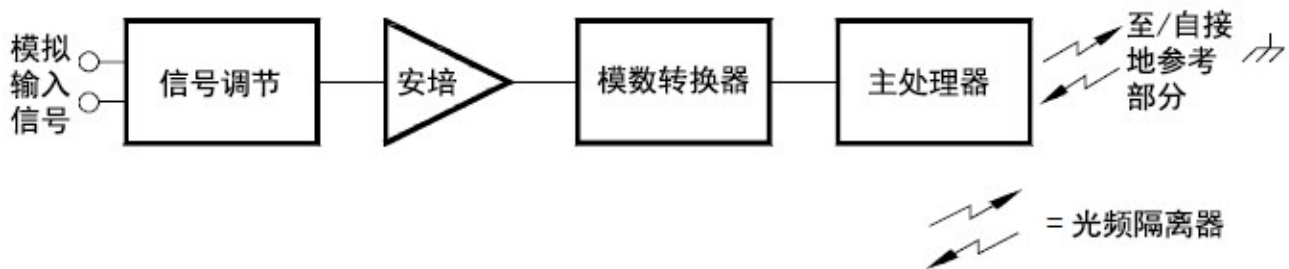 模拟
输入
信号
信号调节
安培
模数转换器
主处理器
至/自接
地参考
部分
= 光频隔离器